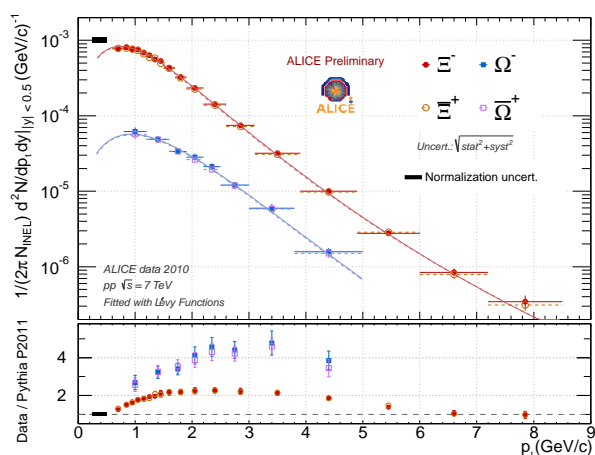 1/(2π N_INEL) d²N/dp_t dy|_|y|<0.5 (GeV/c)⁻¹
10⁻³
10⁻⁴
10⁻⁵
10⁻⁶
ALICE Preliminary
ALICE
Ξ⁻ Ω⁻
Ξ̅⁺ Ω̅⁺
Uncert.: √stat²+syst²
Normalization uncert.
ALICE data 2010
pp √s = 7 TeV
Fitted with Lévy Functions
Data / Pythia P2011
4
2
0 1 2 3 4 5 6 7 8 9
p_t(GeV/c)